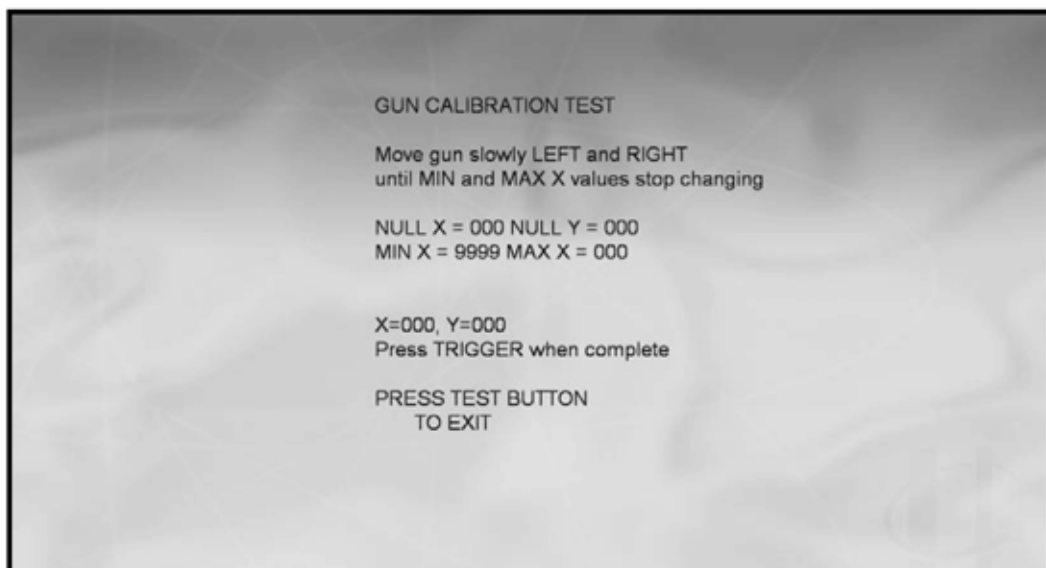 GUN CALIBRATION TEST
Move gun slowly LEFT and RIGHT
until MIN and MAX X values stop changing
NULL X = 000 NULL Y = 000
MIN X = 9999 MAX X = 000
X=000, Y=000
Press TRIGGER when complete
PRESS TEST BUTTON
TO EXIT